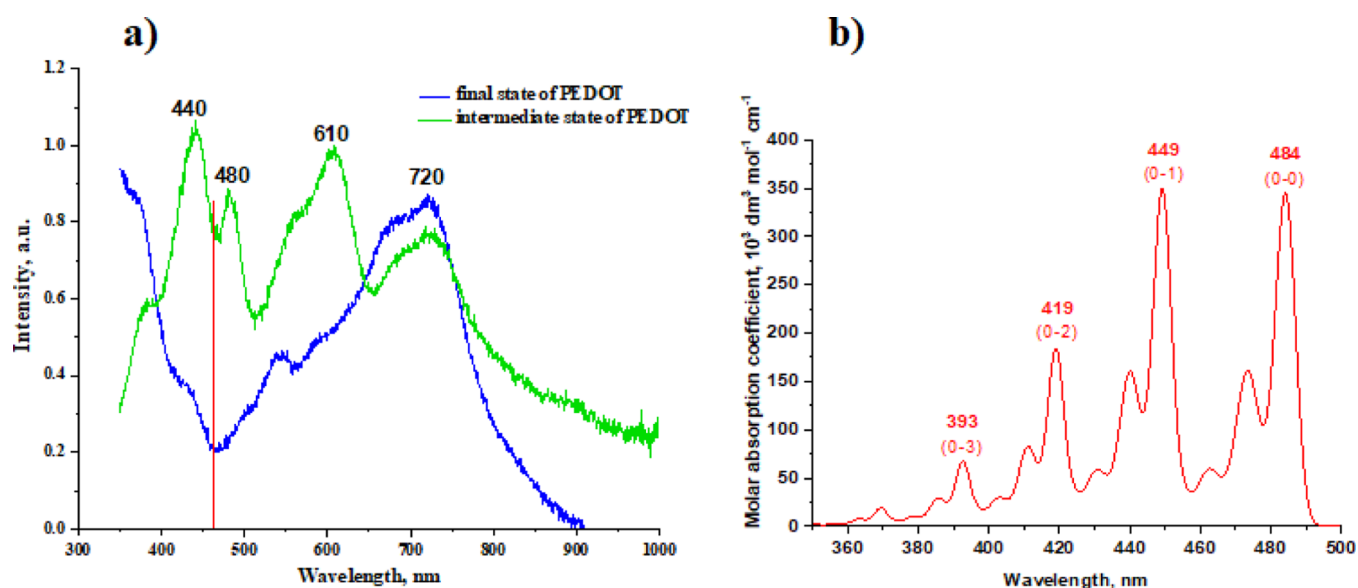 a)
1.2
1.0
0.8
0.6
0.4
0.2
0.0
Intensity, a.u.
300 400 500 600 700 800 900 1000
Wavelength, nm
440
480
610
720
final state of PEDOT
intermediate state of PEDOT
b)
400
350
300
250
200
150
100
50
0
Molar absorption coefficient, 10³ dm³ mol⁻¹ cm⁻¹
360 380 400 420 440 460 480 500
Wavelength, nm
393
(0-3)
419
(0-2)
449
(0-1)
484
(0-0)